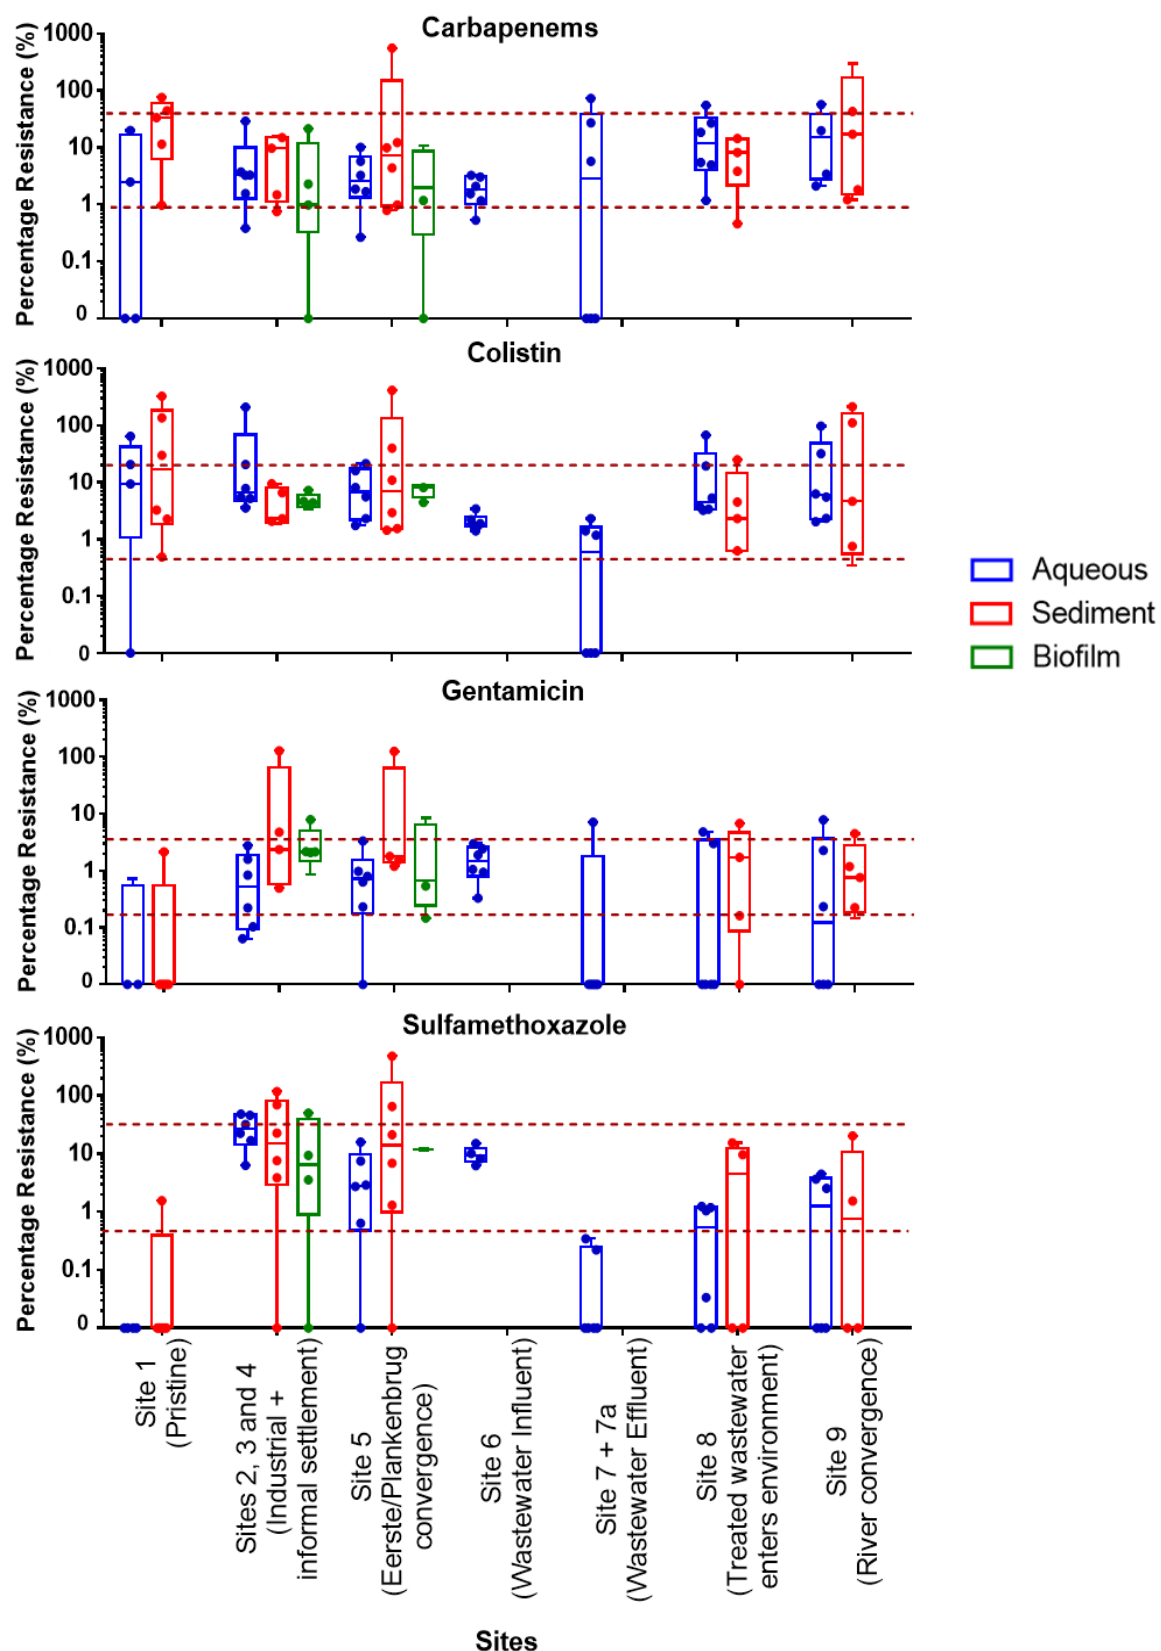 Carbapenems
Percentage Resistance (%)
1000
100
10
1
0.1
0
Colistin
Percentage Resistance (%)
1000
100
10
1
0.1
0
Aqueous
Sediment
Biofilm
Gentamicin
Percentage Resistance (%)
1000
100
10
1
0.1
0
Sulfamethoxazole
Percentage Resistance (%)
1000
100
10
1
0.1
0
Site 1
(Pristine)
Sites 2, 3 and 4
(Industrial +
informal settlement)
Site 5
(Eerste/Plankenbrug
convergence)
Site 6
(Wastewater Influent)
Site 7 + 7a
(Wastewater Effluent)
Site 8
(Treated wastewater
enters environment)
Site 9
(River convergence)
Sites